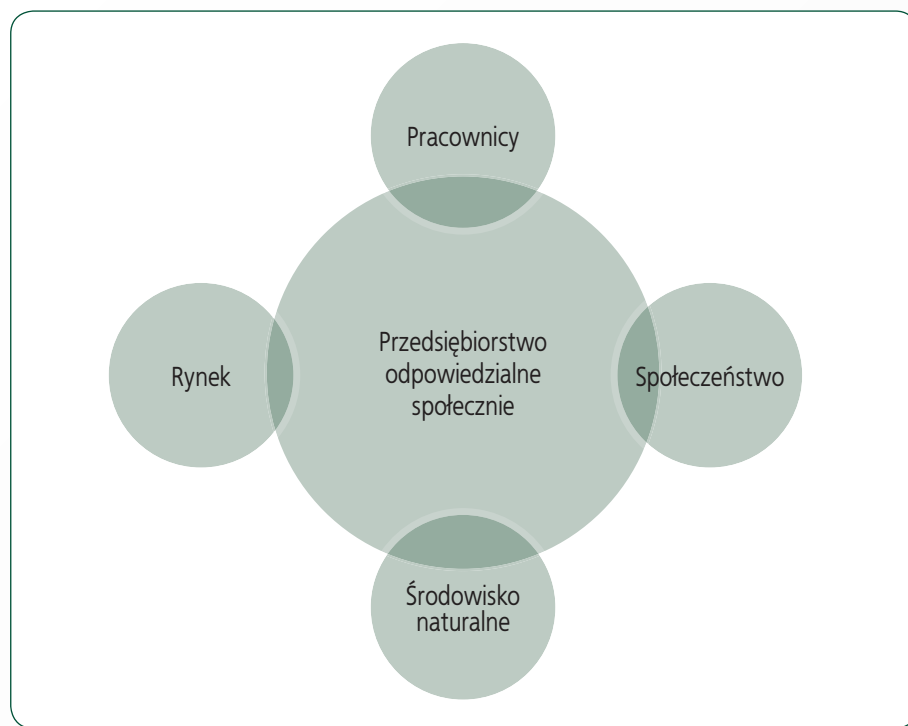 Pracownicy
Rynek
Przedsiębiorstwo
odpowiedzialne
społecznie
Społeczeństwo
Środowisko
naturalne